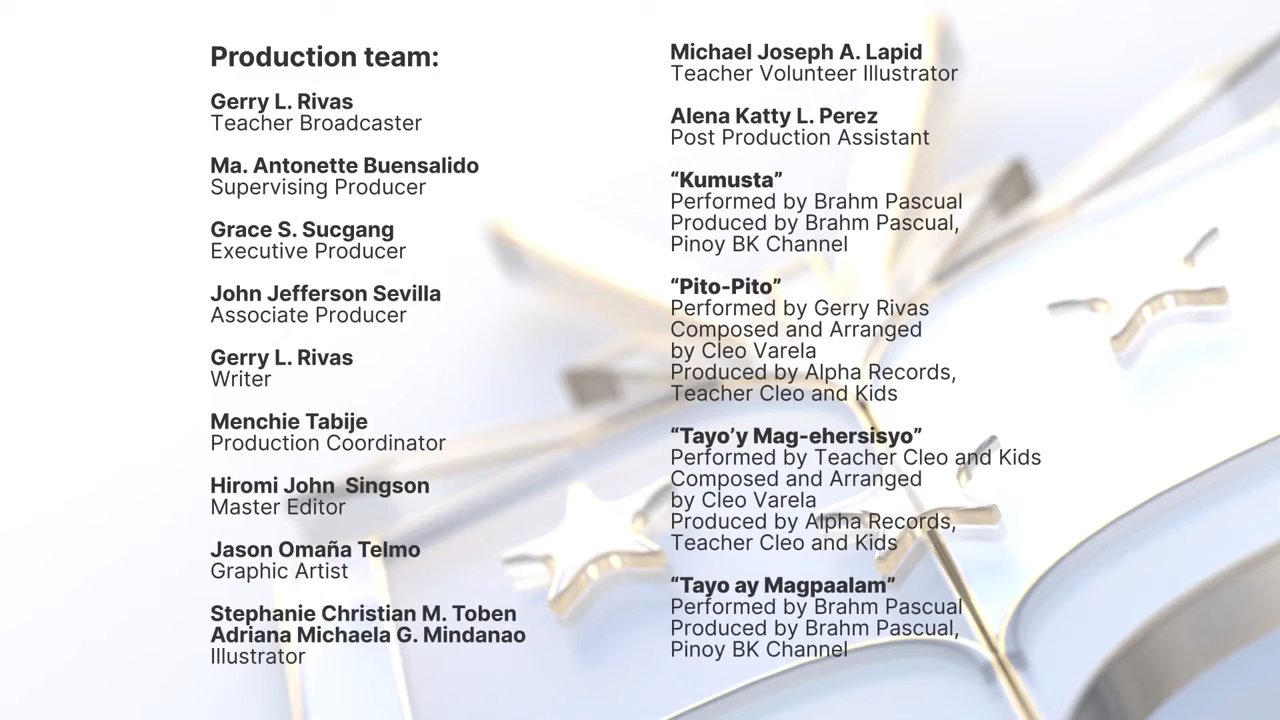 Production team:
Gerry L. Rivas
Teacher Broadcaster
Ma. Antonette Buensalido
Supervising Producer
Grace S. Sucgang
Executive Producer
John Jefferson Sevilla
Associate Producer
Gerry L. Rivas
Writer
Menchie Tabije
Production Coordinator
Hiromi John  Singson
Master Editor
Jason Omaña Telmo
Graphic Artist
Stephanie Christian M. Toben
Adriana Michaela G. Mindanao
Illustrator
Michael Joseph A. Lapid
Teacher Volunteer Illustrator
Alena Katty L. Perez
Post Production Assistant
“Kumusta”
Performed by Brahm Pascual
Produced by Brahm Pascual,
Pinoy BK Channel
“Pito-Pito”
Performed by Gerry Rivas
Composed and Arranged
by Cleo Varela
Produced by Alpha Records,
Teacher Cleo and Kids
“Tayo’y Mag-ehersisyo”
Performed by Teacher Cleo and Kids
Composed and Arranged
by Cleo Varela
Produced by Alpha Records,
Teacher Cleo and Kids
“Tayo ay Magpaalam”
Performed by Brahm Pascual
Produced by Brahm Pascual,
Pinoy BK Channel